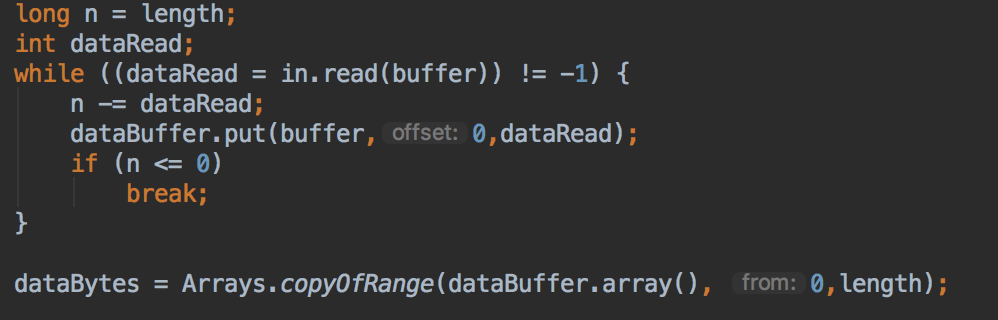 long n = length;
int dataRead;
while ((dataRead = in.read(buffer)) != -1) {
n -= dataRead;
dataBuffer.put(buffer, offset: 0,dataRead);
if (n <= 0)
break;
}
dataBytes = Arrays.copyOfRange(dataBuffer.array(), from: 0,length);